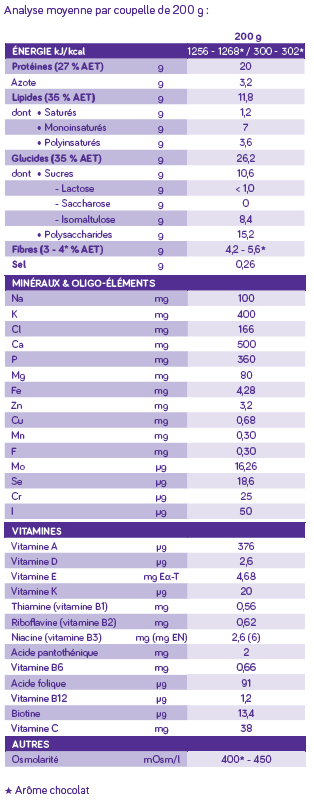 Analyse moyenne par coupelle de 200 g :
200 g
ÉNERGIE kJ/kcal 1256 - 1268* / 300 - 302*
Protéines (27 % AET) g 20
Azote g 3,2
Lipides (35 % AET) g 11,8
dont • Saturés g 1,2
• Monoinsaturés g 7
• Polyinsaturés g 3,6
Glucides (35 % AET) g 26,2
dont • Sucres g 10,6
- Lactose g < 1,0
- Saccharose g 0
- Isomaltulose g 8,4
• Polysaccharides g 15,2
Fibres (3 - 4* % AET) g 4,2 - 5,6*
Sel g 0,26
MINÉRAUX & OLIGO-ÉLÉMENTS
Na mg 100
K mg 400
Cl mg 166
Ca mg 500
P mg 360
Mg mg 80
Fe mg 4,28
Zn mg 3,2
Cu mg 0,68
Mn mg 0,30
F mg 0,30
Mo µg 16,26
Se µg 18,6
Cr µg 25
I µg 50
VITAMINES
Vitamine A µg 376
Vitamine D µg 2,6
Vitamine E mg Eα-T 4,68
Vitamine K µg 20
Thiamine (vitamine B1) mg 0,56
Riboflavine (vitamine B2) mg 0,62
Niacine (vitamine B3) mg (mg EN) 2,6 (6)
Acide pantothénique mg 2
Vitamine B6 mg 0,66
Acide folique µg 91
Vitamine B12 µg 1,2
Biotine µg 13,4
Vitamine C mg 38
AUTRES
Osmolarité mOsm/l 400* - 450
★ Arôme chocolat